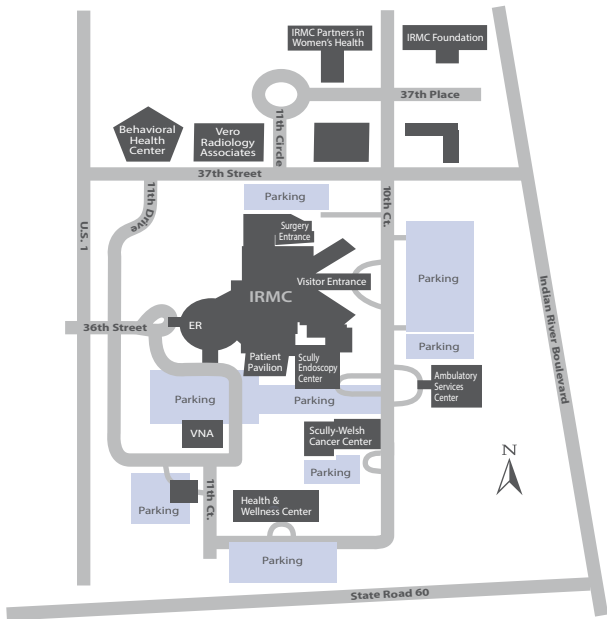 IRMC Partners in
Women's Health
IRMC Foundation
37th Place
11th Circle
Behavioral
Health
Center
Vero
Radiology
Associates
37th Street
11th Drive
Parking
10th Ct.
U.S. 1
Surgery
Entrance
Visitor Entrance
Parking
IRMC
Indian River Boulevard
36th Street
ER
Parking
Patient
Pavilion
Scully
Endoscopy
Center
Ambulatory
Services
Center
Parking
Parking
VNA
Scully-Welsh
Cancer Center
N
Parking
11th Ct.
Parking
Health &
Wellness Center
Parking
State Road 60